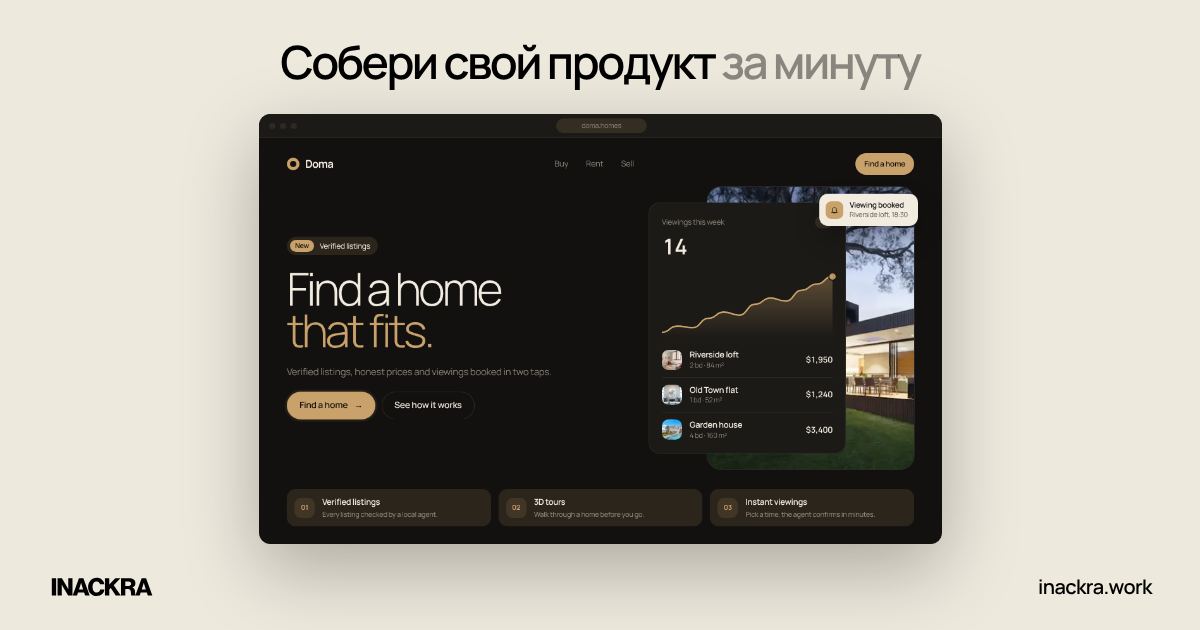 Собери свой продукт за минуту
doma.homes
Doma
Buy Rent Sell
Find a home
Viewing booked
Riverside loft, 18:30
Viewings this week
14
New Verified listings
Find a home
that fits.
Verified listings, honest prices and viewings booked in two taps.
Find a home → See how it works
Riverside loft $1,950
2 bd · 84 m²
Old Town flat $1,240
1 bd · 52 m²
Garden house $3,400
4 bd · 160 m²
01 Verified listings
Every listing checked by a local agent.
02 3D tours
Walk through a home before you go.
03 Instant viewings
Pick a time, the agent confirms in minutes.
INACKRA
inackra.work